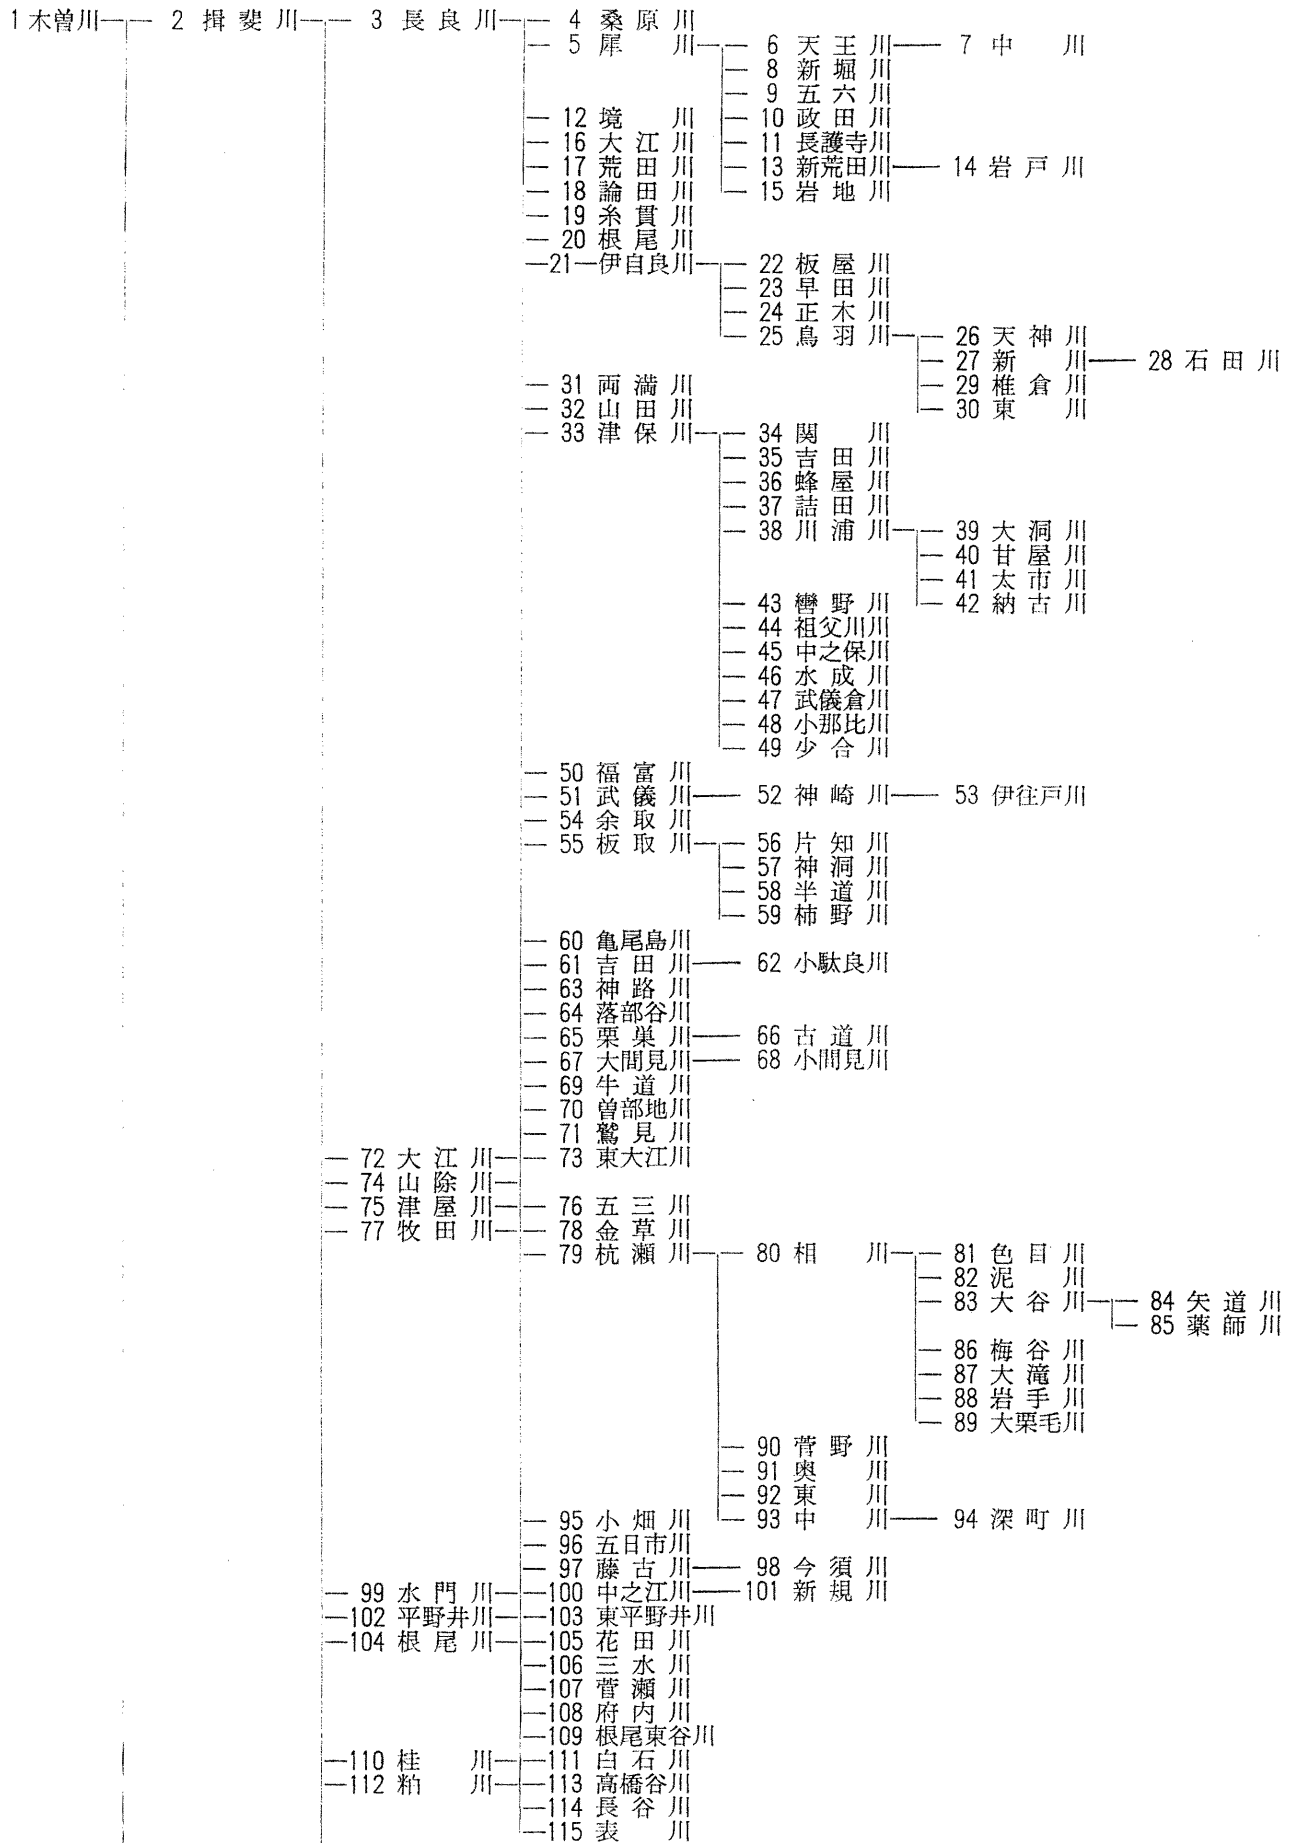 1 木曽川 2 揖斐川 3 長良川 4 桑原川
5 犀川 6 天王川 7 中川
8 新堀川
9 五六川
12 境川 10 政田川
16 大江川 11 長護寺川
17 荒田川 13 新荒田川 14 岩戸川
18 論田川 15 岩地川
19 糸貫川
20 根尾川
21 伊自良川 22 板屋川
23 早田川
24 正木川
25 鳥羽川 26 天神川
27 新川 28 石田川
31 両満川 29 椎倉川
32 山田川 30 東川
33 津保川 34 関川
35 吉田川
36 蜂屋川
37 詰田川
38 川浦川 39 大洞川
40 甘屋川
41 太市川
43 轡野川 42 納古川
44 祖父川川
45 中之保川
46 水成川
47 武儀倉川
48 小那比川
49 少合川
50 福富川
51 武儀川 52 神崎川 53 伊往戸川
54 余取川
55 板取川 56 片知川
57 神洞川
58 半道川
59 柿野川
60 亀尾島川
61 吉田川 62 小駄良川
63 神路川
64 落部谷川
65 栗巣川 66 古道川
67 大間見川 68 小間見川
69 牛道川
70 曽部地川
71 鷲見川
72 大江川 73 東大江川
74 山除川
75 津屋川 76 五三川
77 牧田川 78 金草川
79 杭瀬川 80 相川 81 色目川
82 泥川
83 大谷川 84 矢道川
85 薬師川
86 梅谷川
87 大滝川
88 岩手川
89 大栗毛川
90 菅野川
91 奥川
92 東川
95 小畑川 93 中川 94 深町川
96 五日市川
97 藤古川 98 今須川
99 水門川 100 中之江川 101 新規川
102 平野井川 103 東平野井川
104 根尾川 105 花田川
106 三水川
107 菅瀬川
108 府内川
109 根尾東谷川
110 桂川 111 白石川
112 粕川 113 高橋谷川
114 長谷川
115 表川